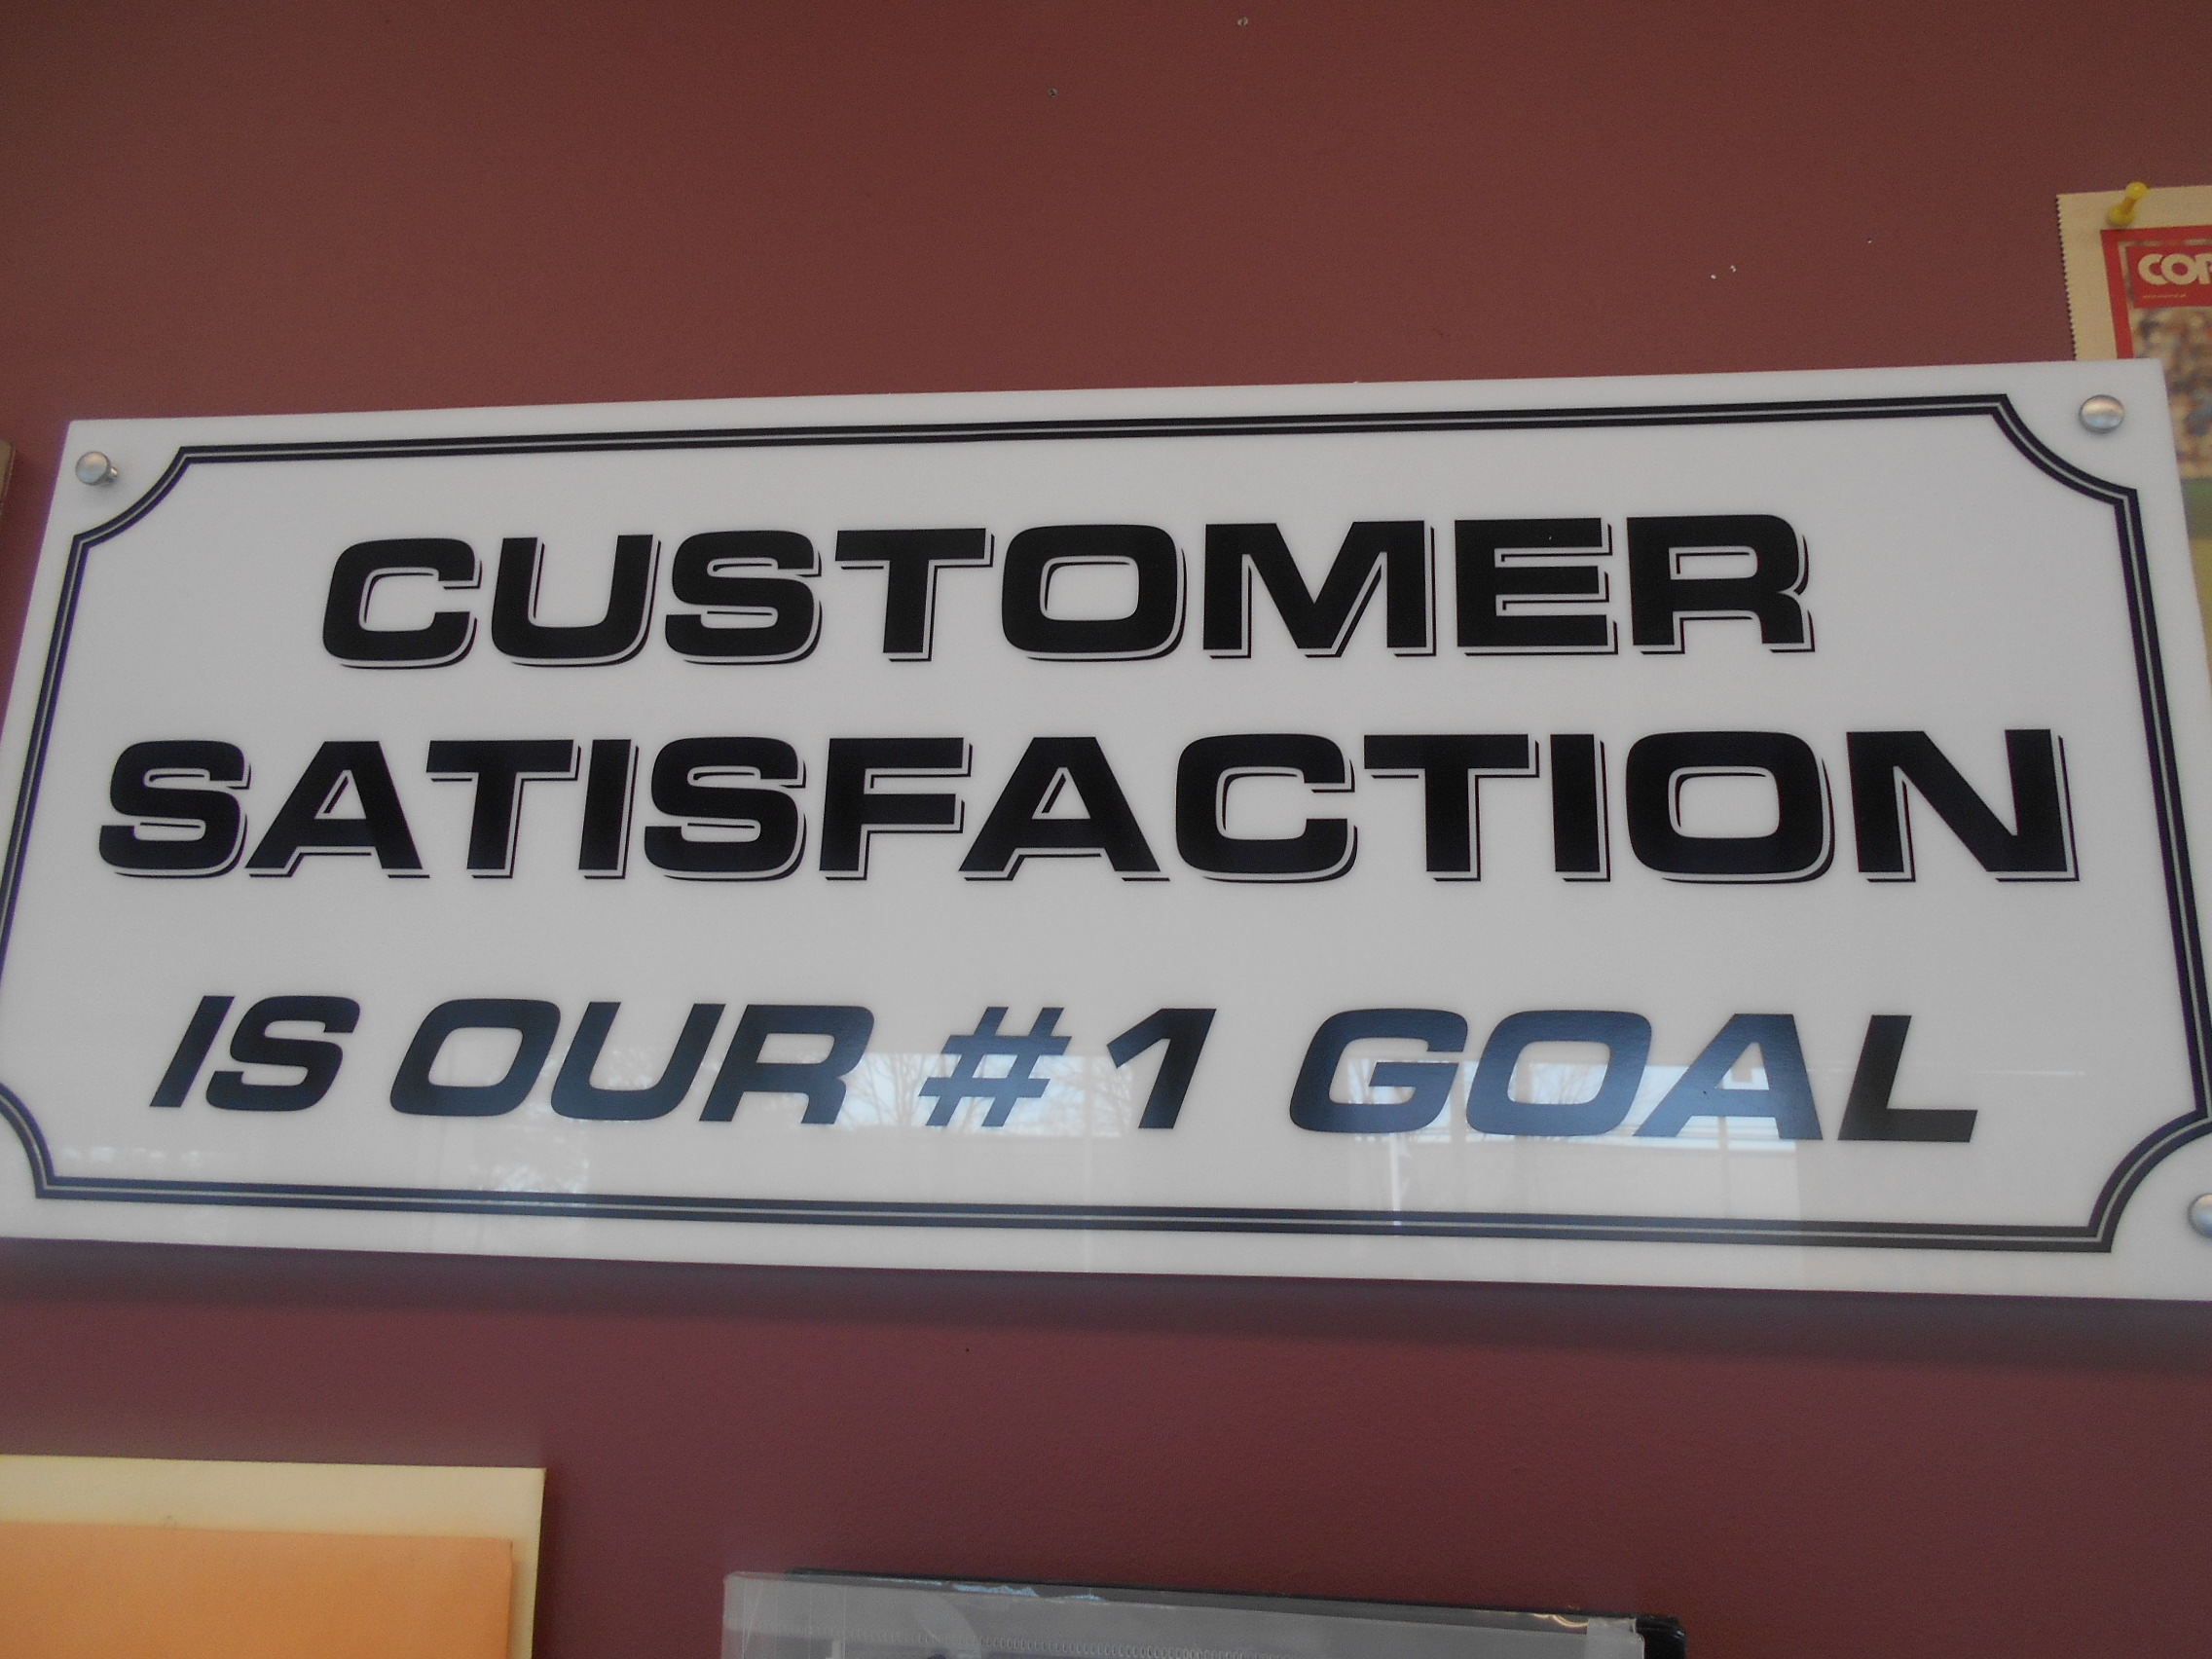 CUSTOMER
SATISFACTION
IS OUR #1 GOAL